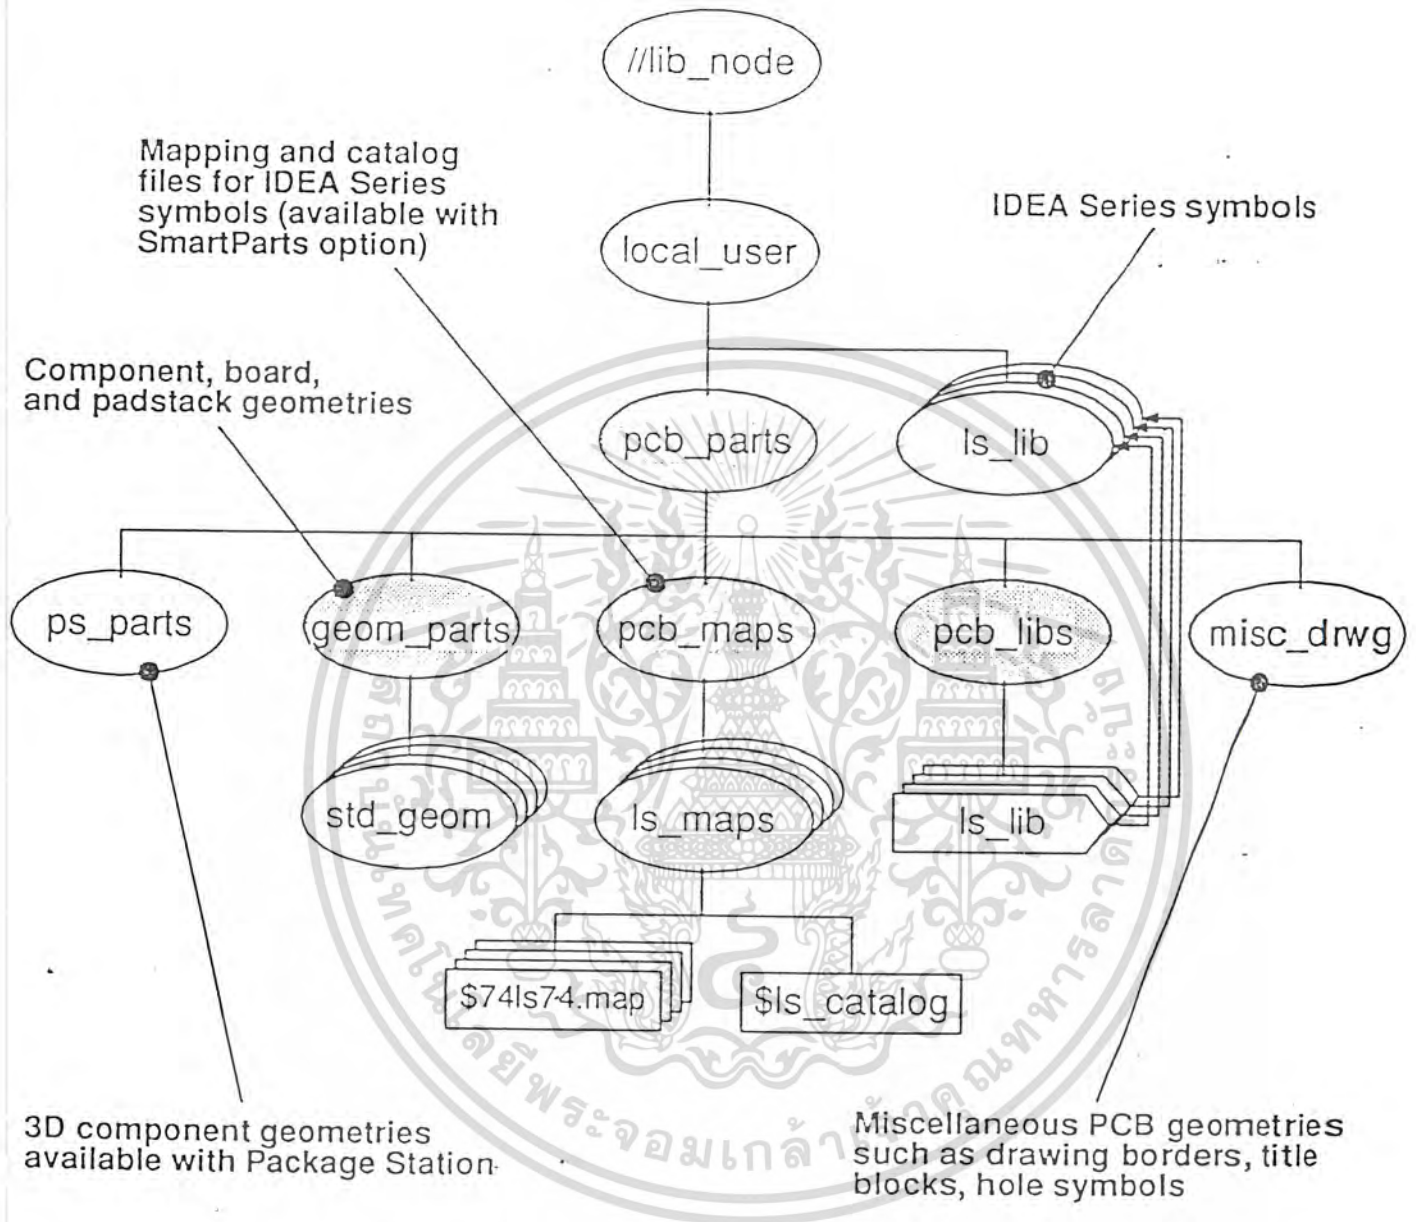 //lib_node
Mapping and catalog
files for IDEA Series
symbols (available with
SmartParts option)
IDEA Series symbols
local_user
Component, board,
and padstack geometries
pcb_parts
ls_lib
ps_parts
geom_parts
pcb_maps
pcb_libs
misc_drwg
std_geom
ls_maps
ls_lib
$74ls74.map
$ls_catalog
3D component geometries
available with Package Station
Miscellaneous PCB geometries
such as drawing borders, title
blocks, hole symbols